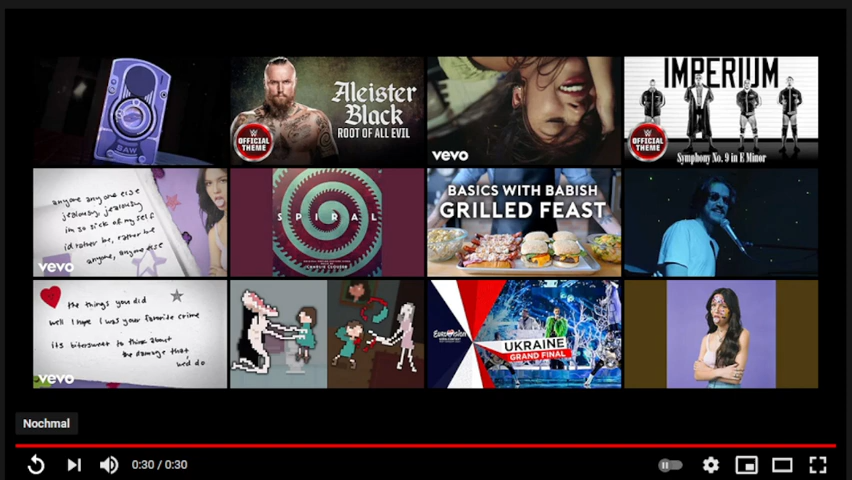 SAW
Aleister
Black
ROOT OF ALL EVIL
W
OFFICIAL
THEME
vevo
IMPERIUM
W
OFFICIAL
THEME
Symphony No. 9 in E Minor
anyone anyone else
jealousy, jealousy
i'm so sick of myself
i'd rather be, rather be
anyone, anyone else
vevo
SPIRAL
CHARLIE CLOUSER
BASICS WITH BABISH
GRILLED FEAST
the things you did
well I hope I was your favorite crime
its bittersweet to think about
the damage that
we'd do
vevo
EUROVISION
UKRAINE
GRAND FINAL
Nochmal
0:30 / 0:30